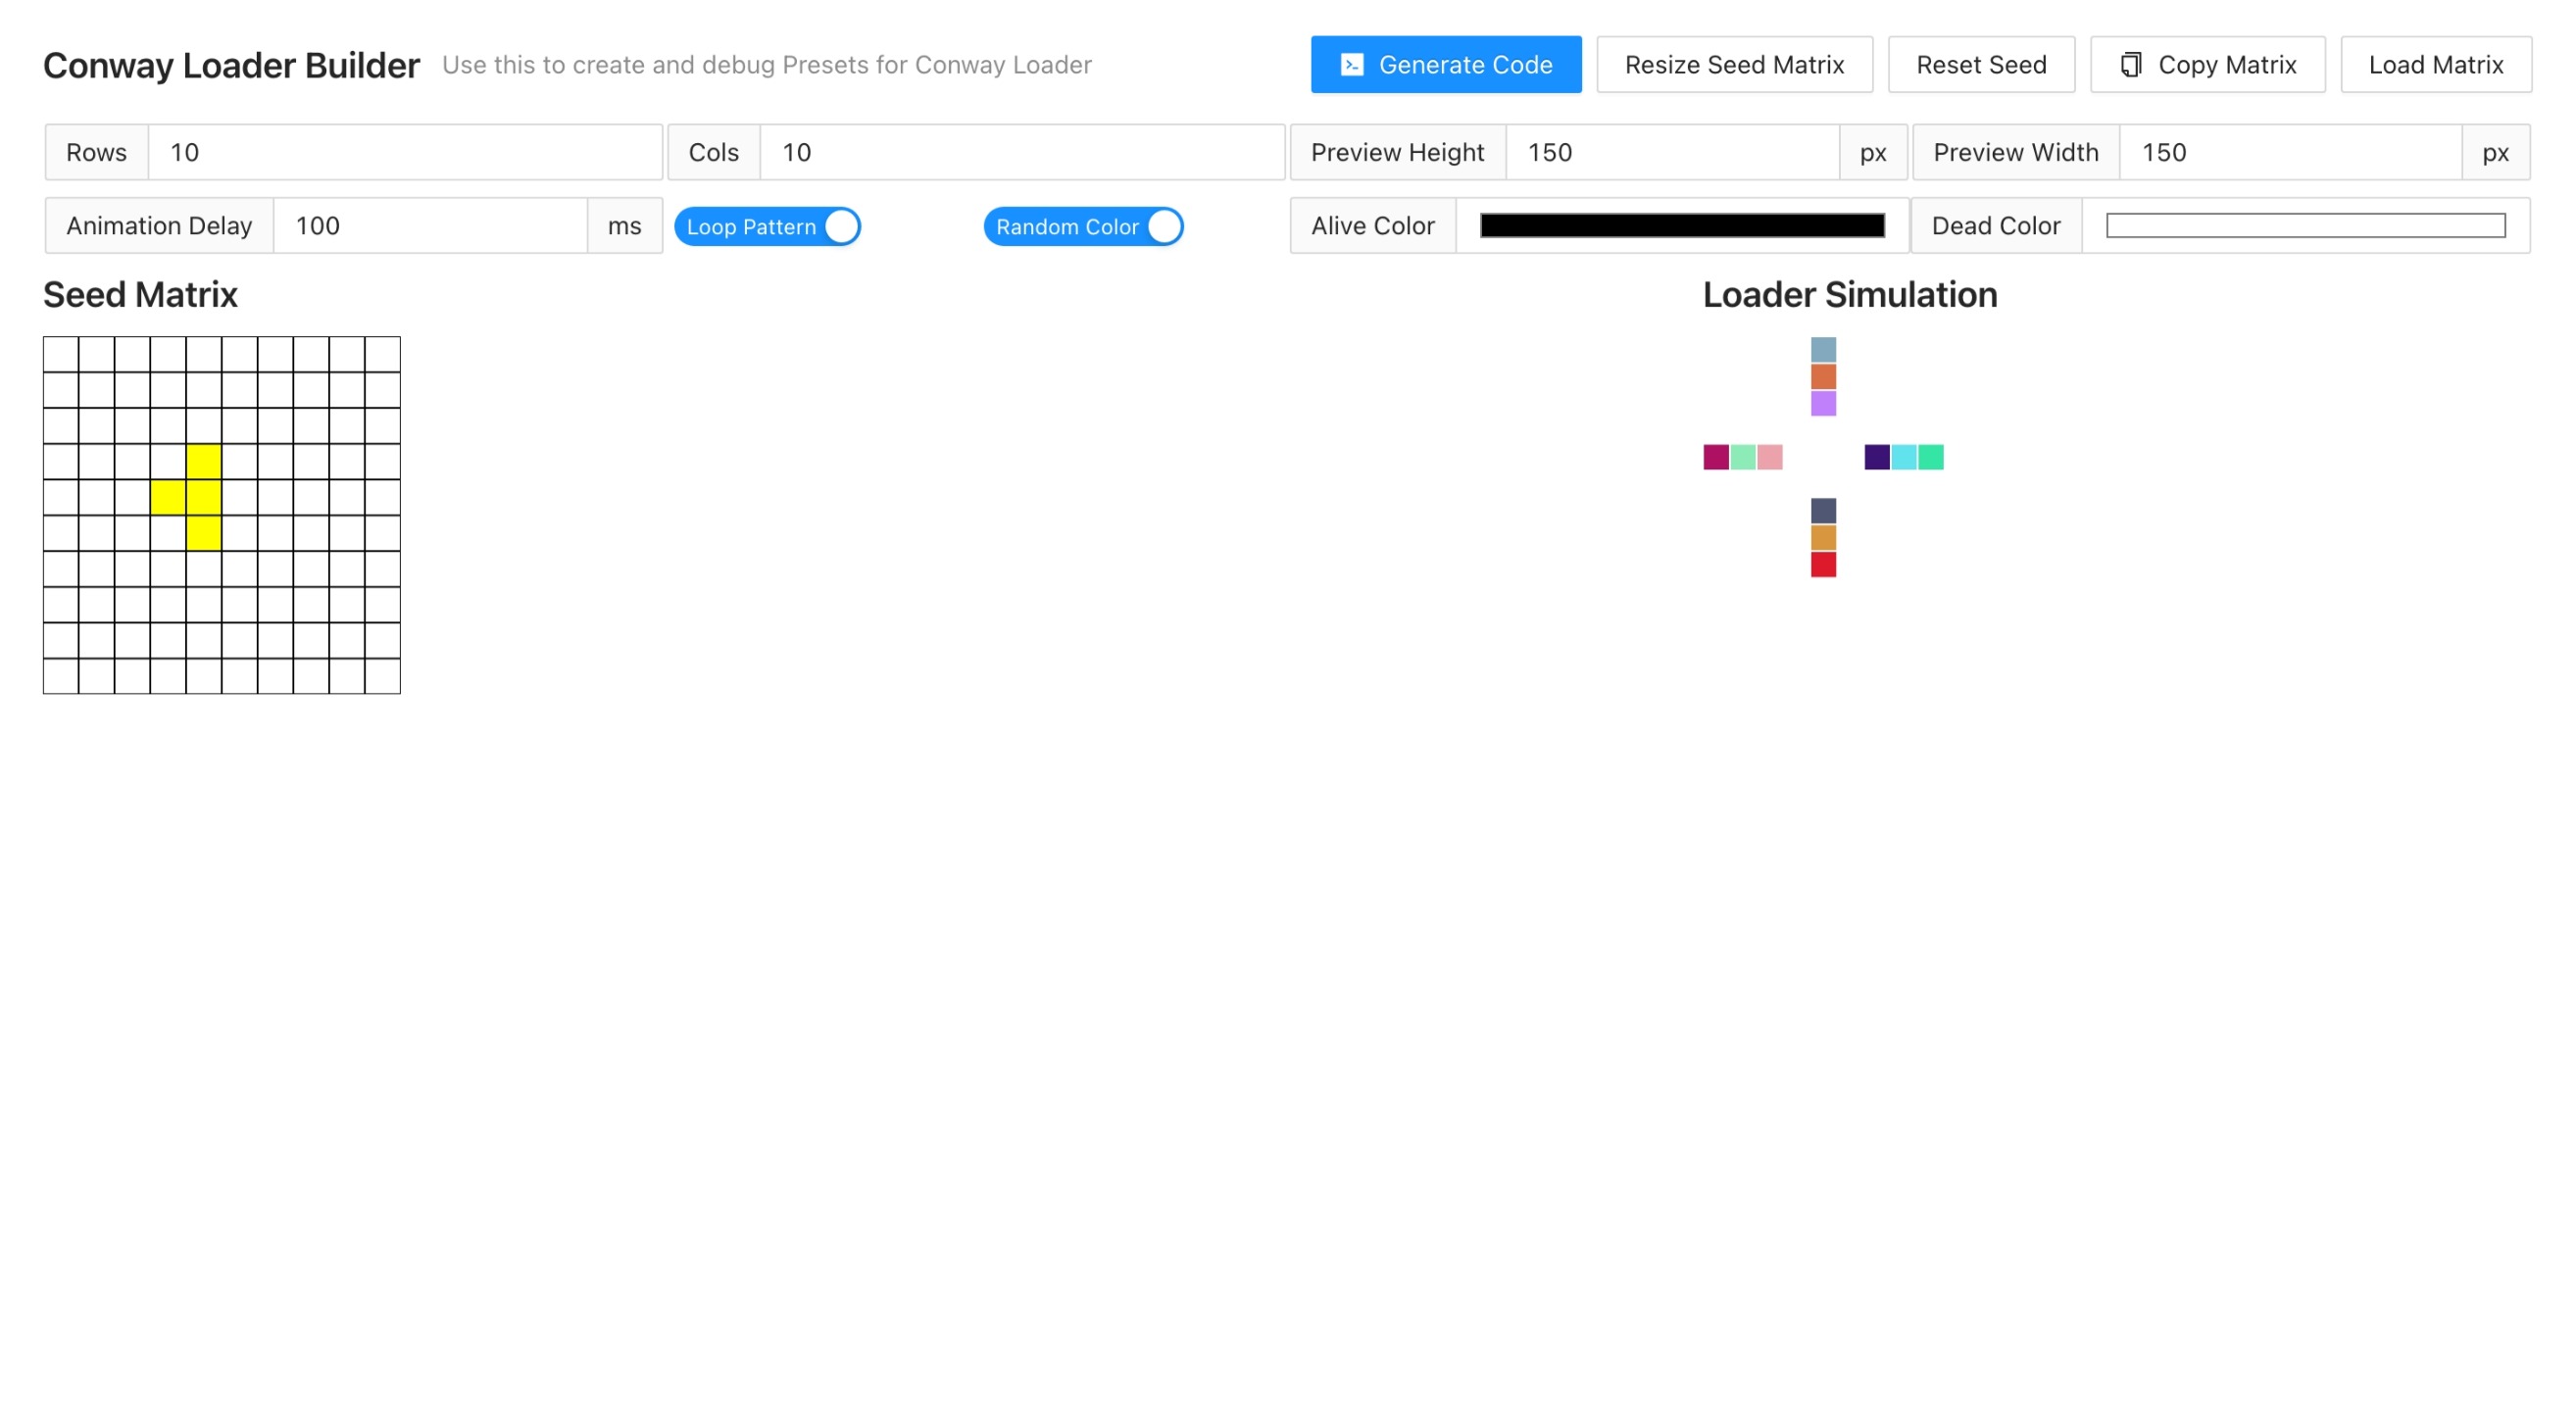 Conway Loader Builder Use this to create and debug Presets for Conway Loader Generate Code Resize Seed Matrix Reset Seed Copy Matrix Load Matrix
Rows 10 Cols 10 Preview Height 150 px Preview Width 150 px
Animation Delay 100 ms Loop Pattern Random Color Alive Color Dead Color
Seed Matrix Loader Simulation